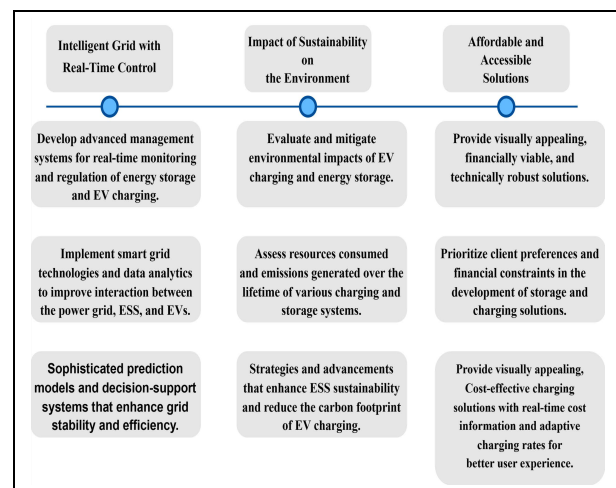 Intelligent Grid with
Real-Time Control
Impact of Sustainability
on
the Environment
Affordable and
Accessible
Solutions
Develop advanced management
systems for real-time monitoring
and regulation of energy storage
and EV charging.
Evaluate and mitigate
environmental impacts of EV
charging and energy storage.
Provide visually appealing,
financially viable, and
technically robust solutions.
Implement smart grid
technologies and data analytics
to improve interaction between
the power grid, ESS, and EVs.
Assess resources consumed
and emissions generated over the
lifetime of various charging and
storage systems.
Prioritize client preferences and
financial constraints in the
development of storage and
charging solutions.
Sophisticated prediction
models and decision-support
systems that enhance grid
stability and efficiency.
Strategies and advancements
that enhance ESS sustainability
and reduce the carbon footprint
of EV charging.
Provide visually appealing,
Cost-effective charging
solutions with real-time cost
information and adaptive
charging rates for
better user experience.